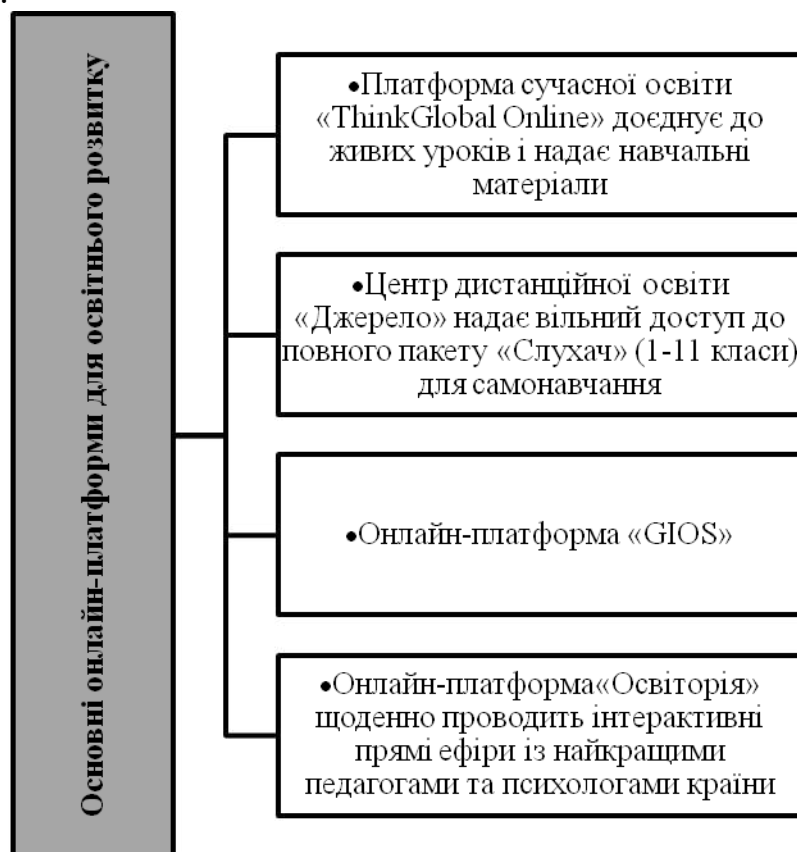 Основні онлайн-платформи для освітнього розвитку
•Платформа сучасної освіти
«ThinkGlobal Online» доєднує до
живих уроків і надає навчальні
матеріали
•Центр дистанційної освіти
«Джерело» надає вільний доступ до
повного пакету «Слухач» (1-11 класи)
для самонавчання
•Онлайн-платформа «GIOS»
•Онлайн-платформа«Освіторія»
щоденно проводить інтерактивні
прямі ефіри із найкращими
педагогами та психологами країни